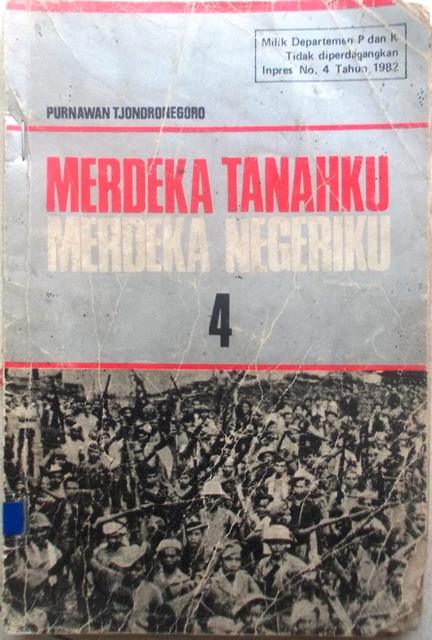 Milik Departemen P dan K
Tidak diperdagangkan
Inpres No. 4 Tahun 1982
PURNAWAN TJONDRONEGORO
MERDEKA TANAHKU
MERDEKA NEGERIKU
4